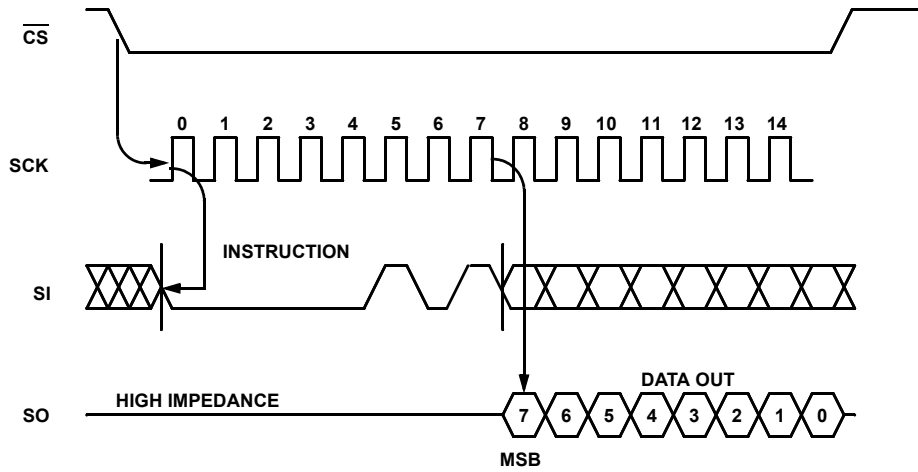 CS
0 1 2 3 4 5 6 7 8 9 10 11 12 13 14
SCK
INSTRUCTION
SI
DATA OUT
HIGH IMPEDANCE
SO
7 6 5 4 3 2 1 0
MSB